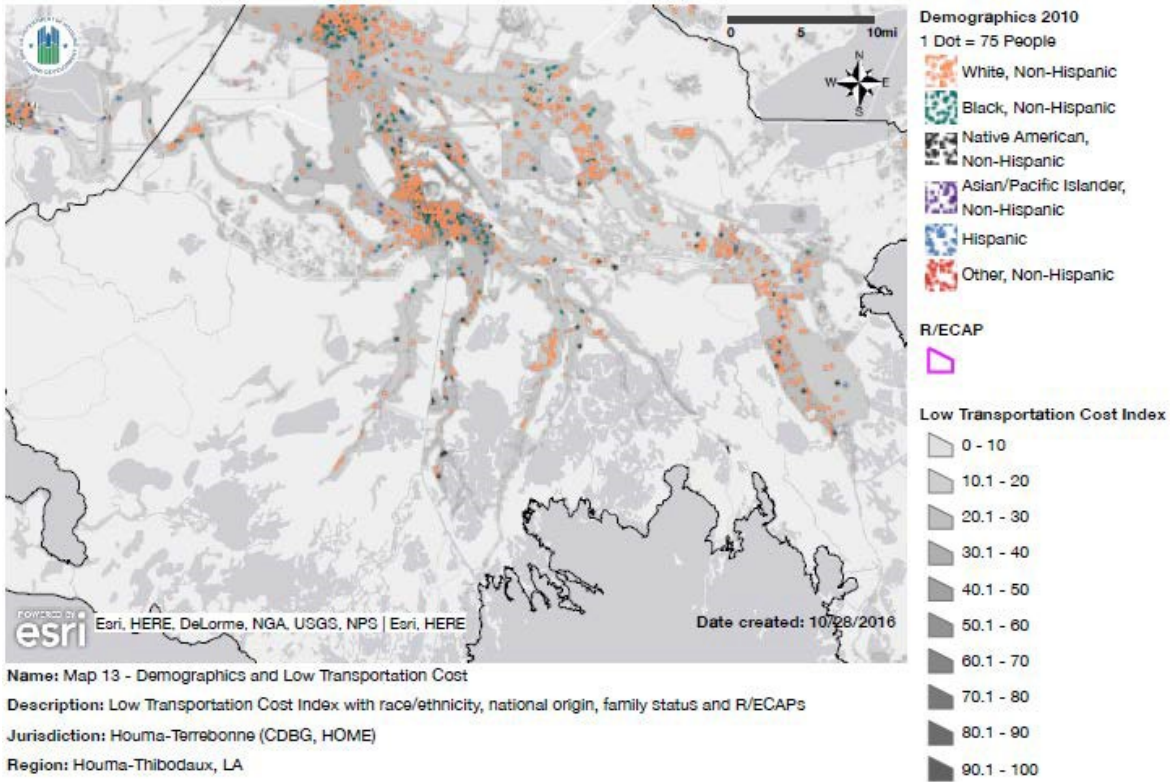 0 5 10mi
N
W E
S
POWERED BY
esri
Esri, HERE, DeLorme, NGA, USGS, NPS | Esri, HERE
Date created: 10/28/2016
Name: Map 13 - Demographics and Low Transportation Cost
Description: Low Transportation Cost Index with race/ethnicity, national origin, family status and R/ECAPs
Jurisdiction: Houma-Terrebonne (CDBG, HOME)
Region: Houma-Thibodaux, LA
Demographics 2010
1 Dot = 75 People
White, Non-Hispanic
Black, Non-Hispanic
Native American,
Non-Hispanic
Asian/Pacific Islander,
Non-Hispanic
Hispanic
Other, Non-Hispanic
R/ECAP
Low Transportation Cost Index
0 - 10
10.1 - 20
20.1 - 30
30.1 - 40
40.1 - 50
50.1 - 60
60.1 - 70
70.1 - 80
80.1 - 90
90.1 - 100